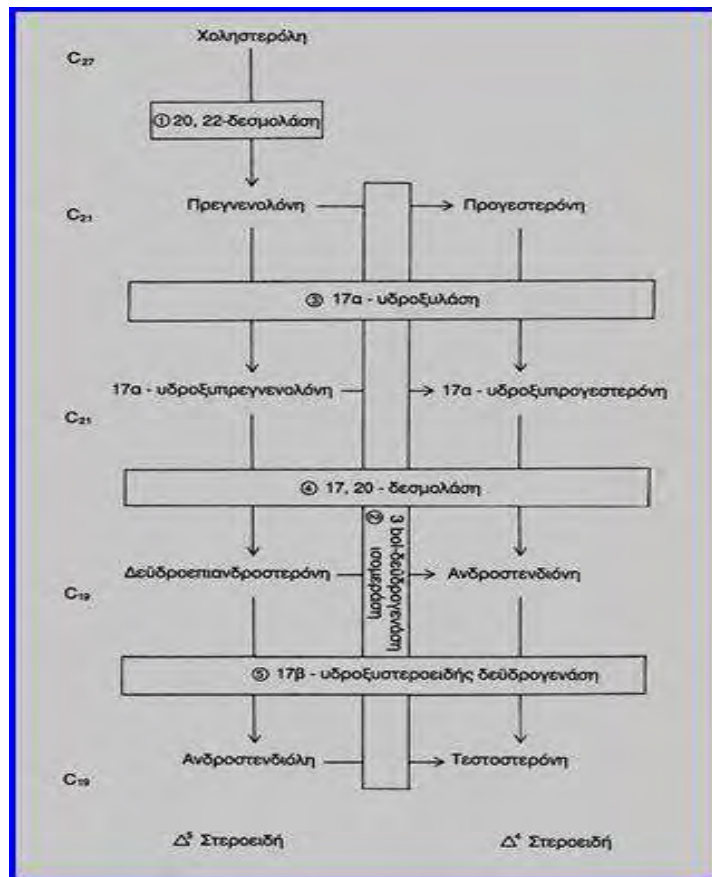 Χοληστερόλη
C₂₇
① 20, 22-δεσμολάση
Πρεγνενολόνη
Προγεστερόνη
C₂₁
③ 17α - υδροξυλάση
17α - υδροξυπρεγνενολόνη
17α - υδροξυπρογεστερόνη
C₂₁
④ 17, 20 - δεσμολάση
3 bol-δεϋδρογενάση
② ισομεράση
Δεϋδροεπιανδροστερόνη
Ανδροστενδιόνη
C₁₉
⑤ 17β - υδροξυστεροειδής δεϋδρογενάση
Ανδροστενδιόλη
Τεστοστερόνη
C₁₉
Δ⁵ Στεροειδή
Δ⁴ Στεροειδή